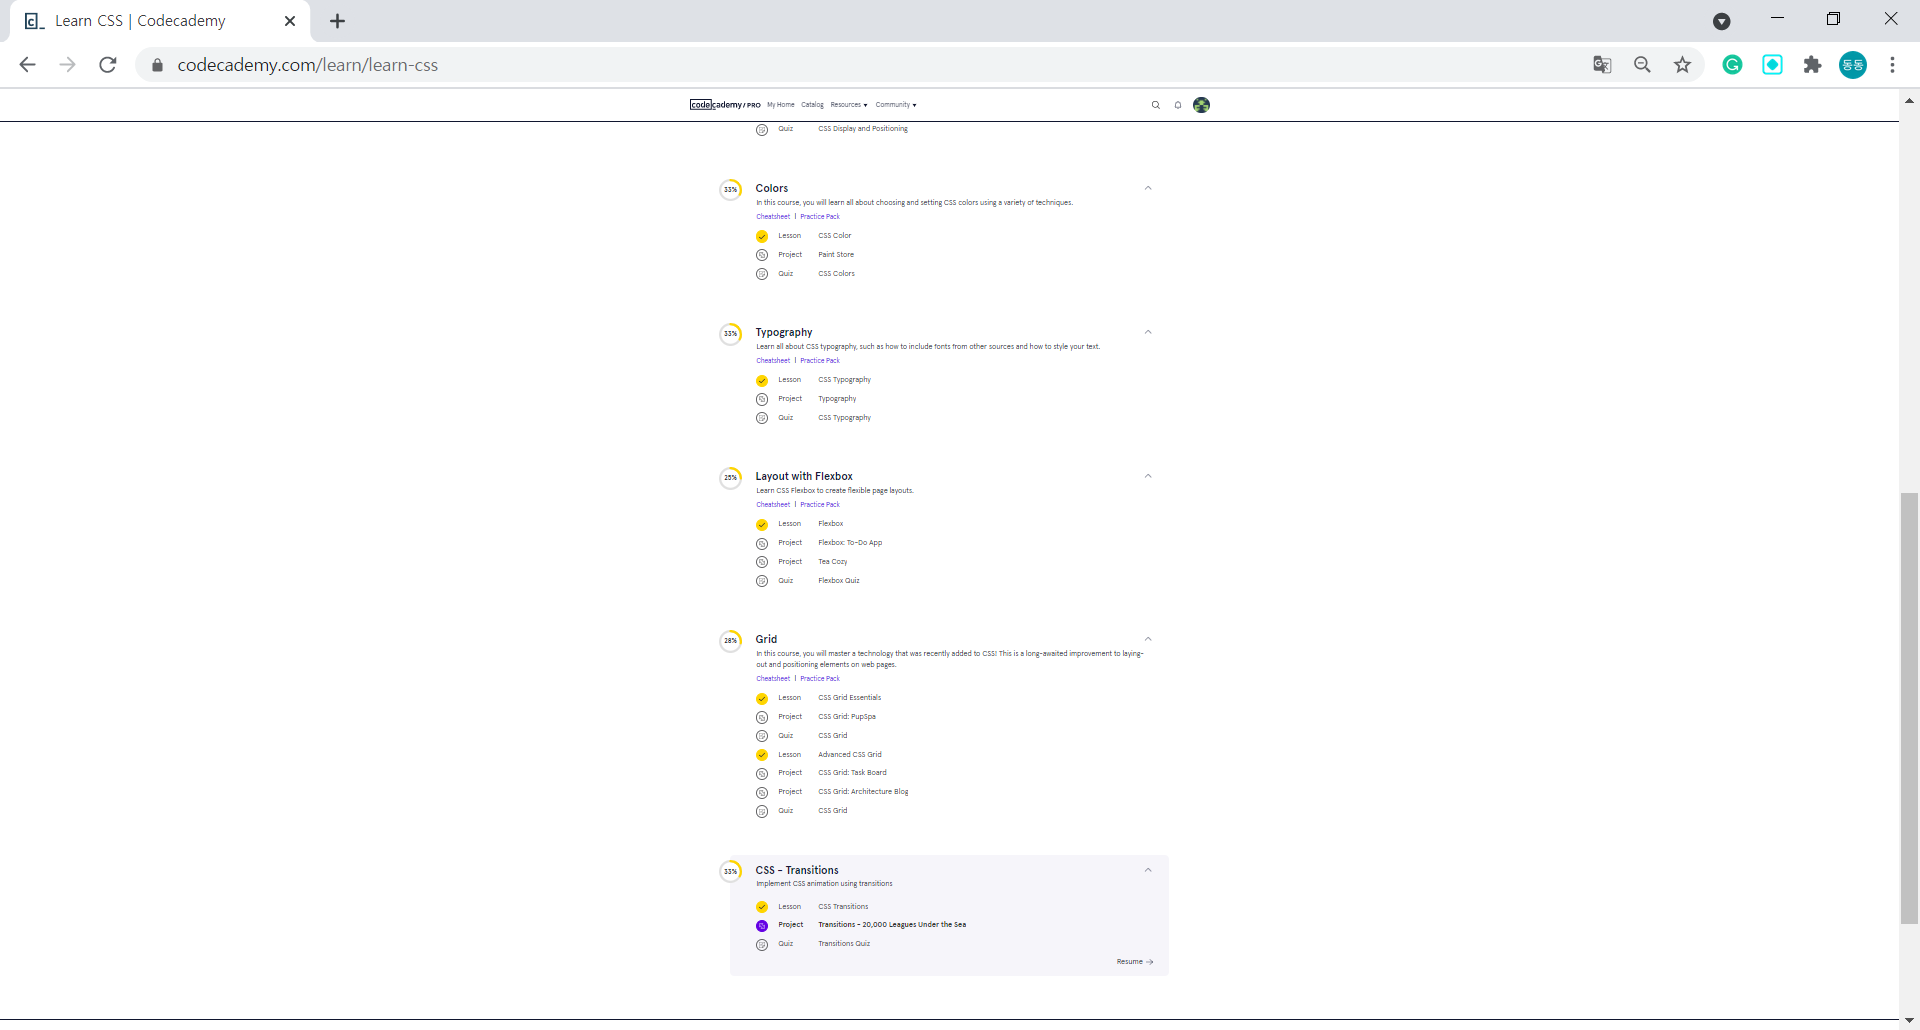 Learn CSS | Codecademy
codecademy.com/learn/learn-css
동동
codecademy/PRO My Home Catalog Resources Community
Quiz CSS Display and Positioning
33% Colors
In this course, you will learn all about choosing and setting CSS colors using a variety of techniques.
Cheatsheet | Practice Pack
Lesson CSS Color
Project Paint Store
Quiz CSS Colors
33% Typography
Learn all about CSS typography, such as how to include fonts from other sources and how to style your text.
Cheatsheet | Practice Pack
Lesson CSS Typography
Project Typography
Quiz CSS Typography
25% Layout with Flexbox
Learn CSS Flexbox to create flexible page layouts.
Cheatsheet | Practice Pack
Lesson Flexbox
Project Flexbox: To-Do App
Project Tea Cozy
Quiz Flexbox Quiz
28% Grid
In this course, you will master a technology that was recently added to CSS! This is a long-awaited improvement to laying-
out and positioning elements on web pages.
Cheatsheet | Practice Pack
Lesson CSS Grid Essentials
Project CSS Grid: PupSpa
Quiz CSS Grid
Lesson Advanced CSS Grid
Project CSS Grid: Task Board
Project CSS Grid: Architecture Blog
Quiz CSS Grid
33% CSS - Transitions
Implement CSS animation using transitions
Lesson CSS Transitions
Project Transitions - 20,000 Leagues Under the Sea
Quiz Transitions Quiz
Resume